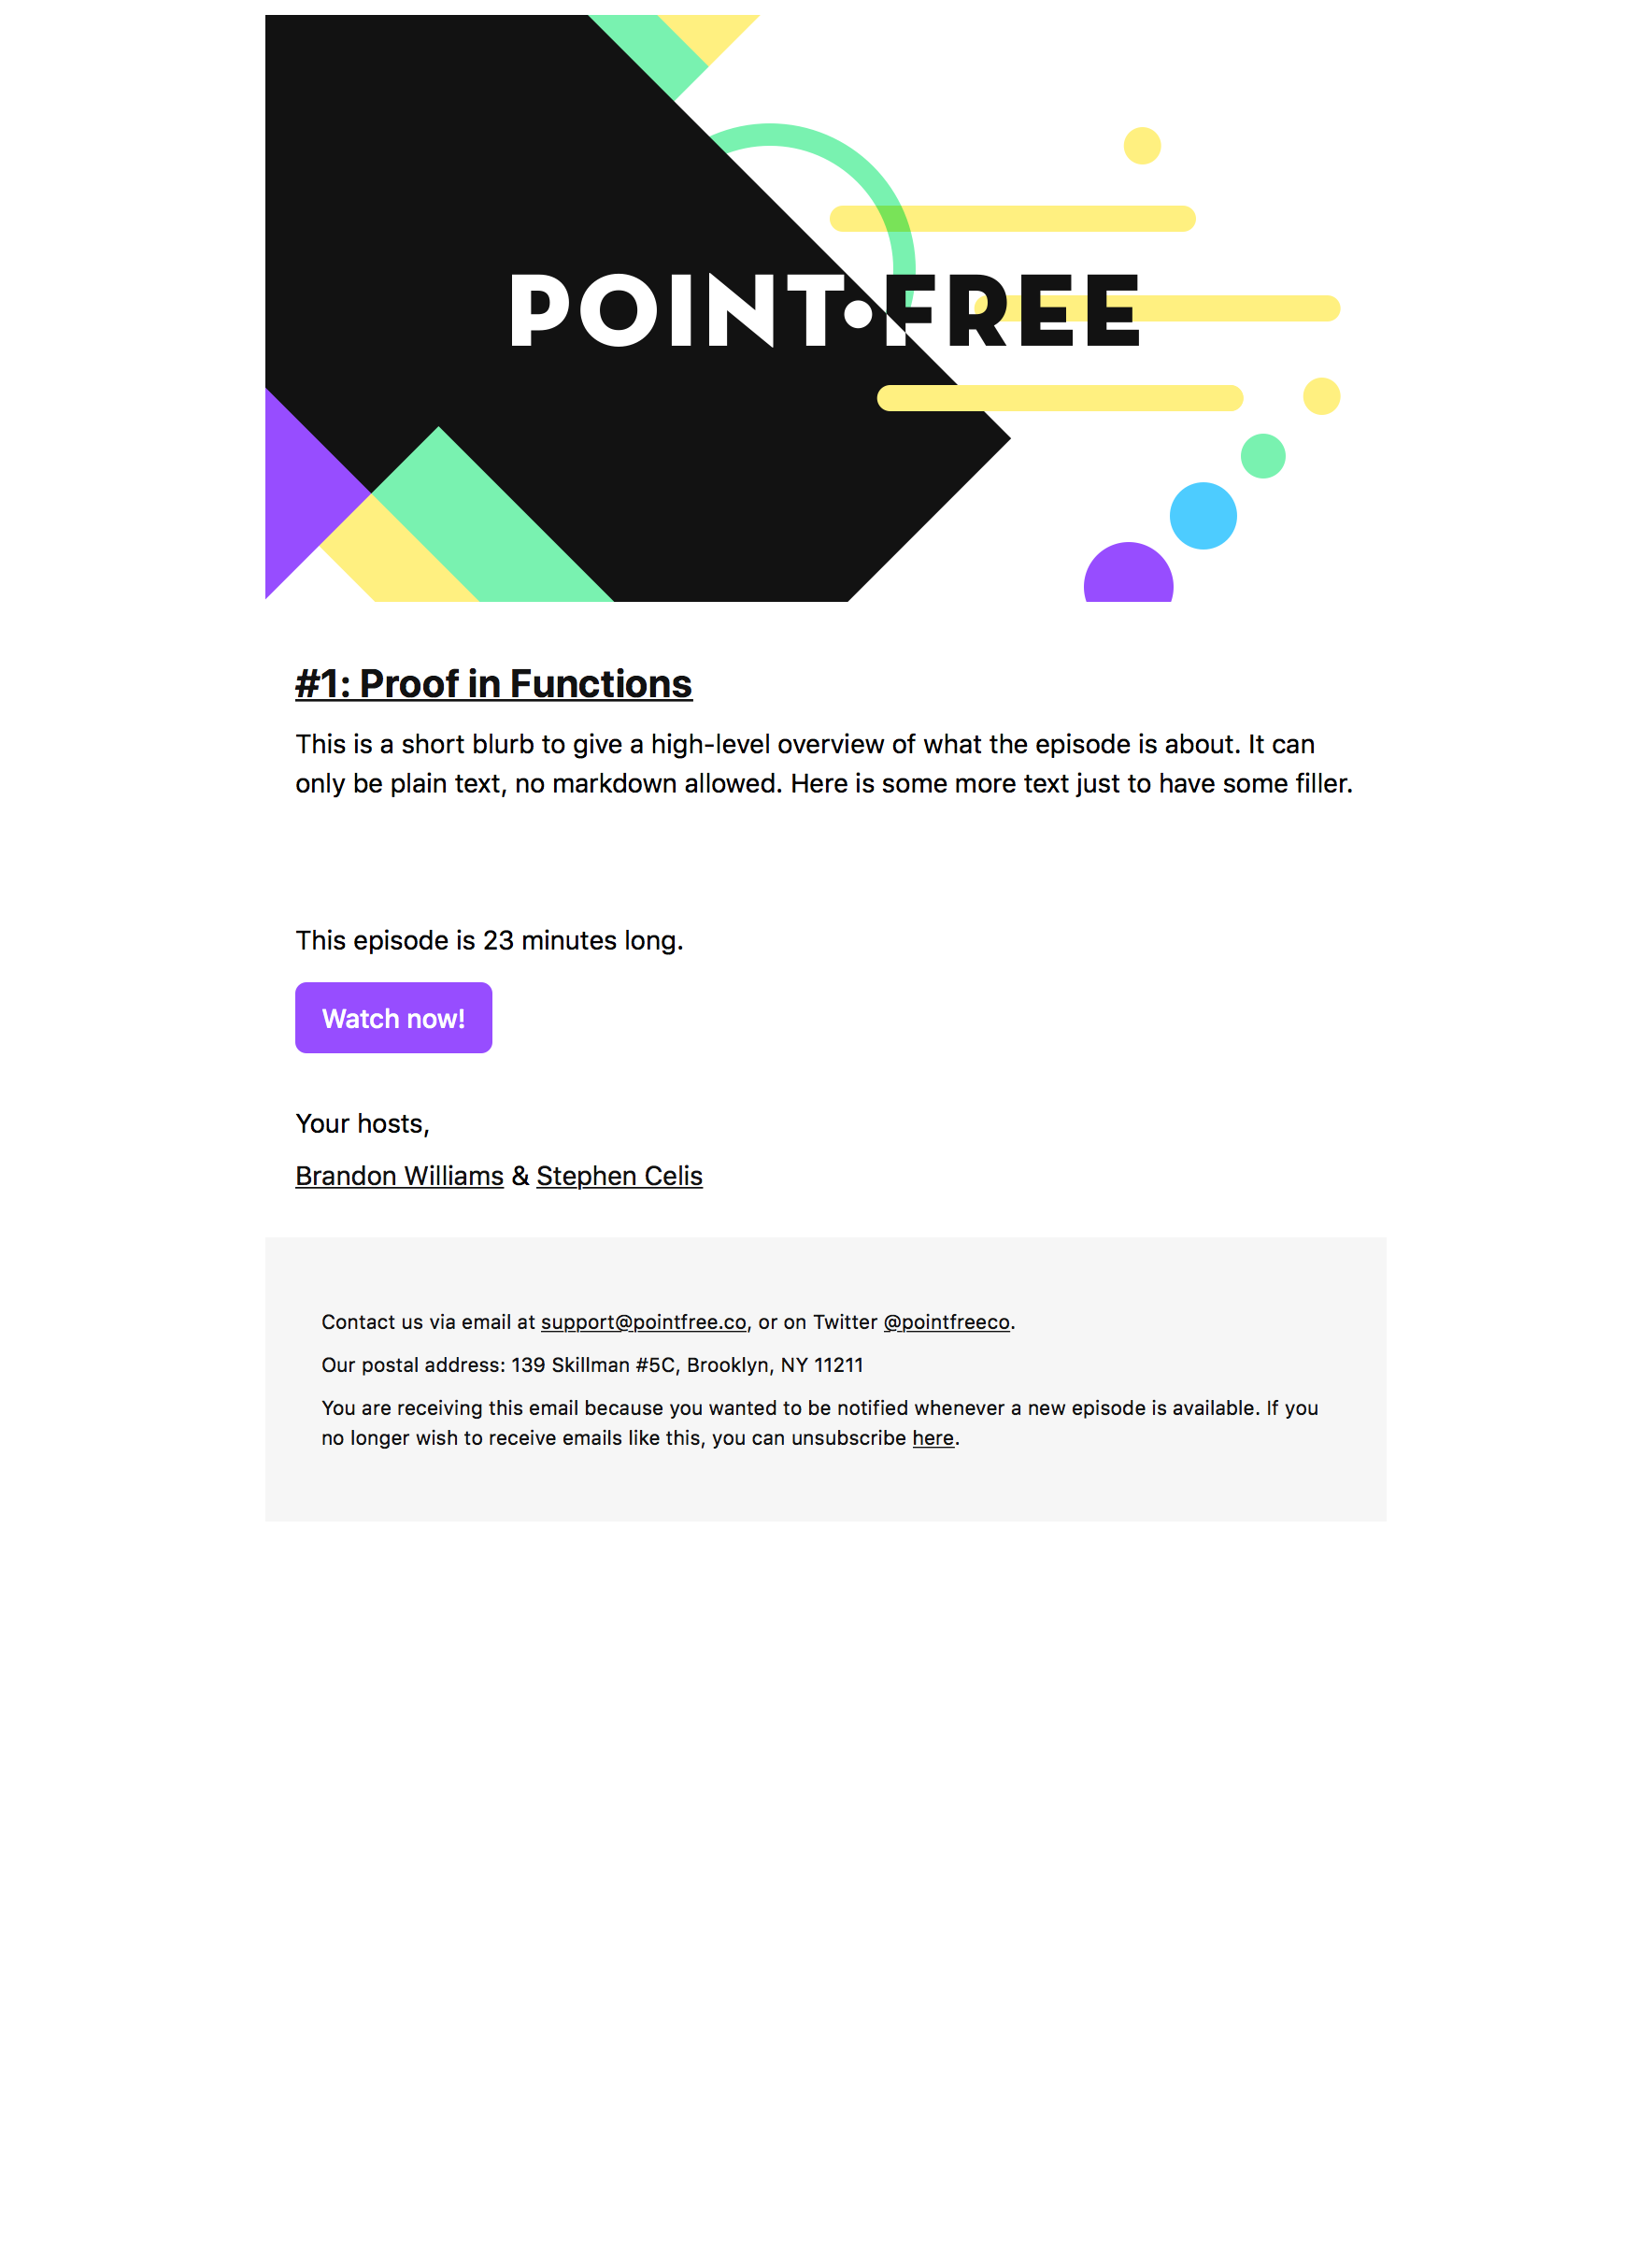 POINT•FREE
#1: Proof in Functions
This is a short blurb to give a high-level overview of what the episode is about. It can
only be plain text, no markdown allowed. Here is some more text just to have some filler.
This episode is 23 minutes long.
Watch now!
Your hosts,
Brandon Williams & Stephen Celis
Contact us via email at support@pointfree.co, or on Twitter @pointfreeco.
Our postal address: 139 Skillman #5C, Brooklyn, NY 11211
You are receiving this email because you wanted to be notified whenever a new episode is available. If you
no longer wish to receive emails like this, you can unsubscribe here.